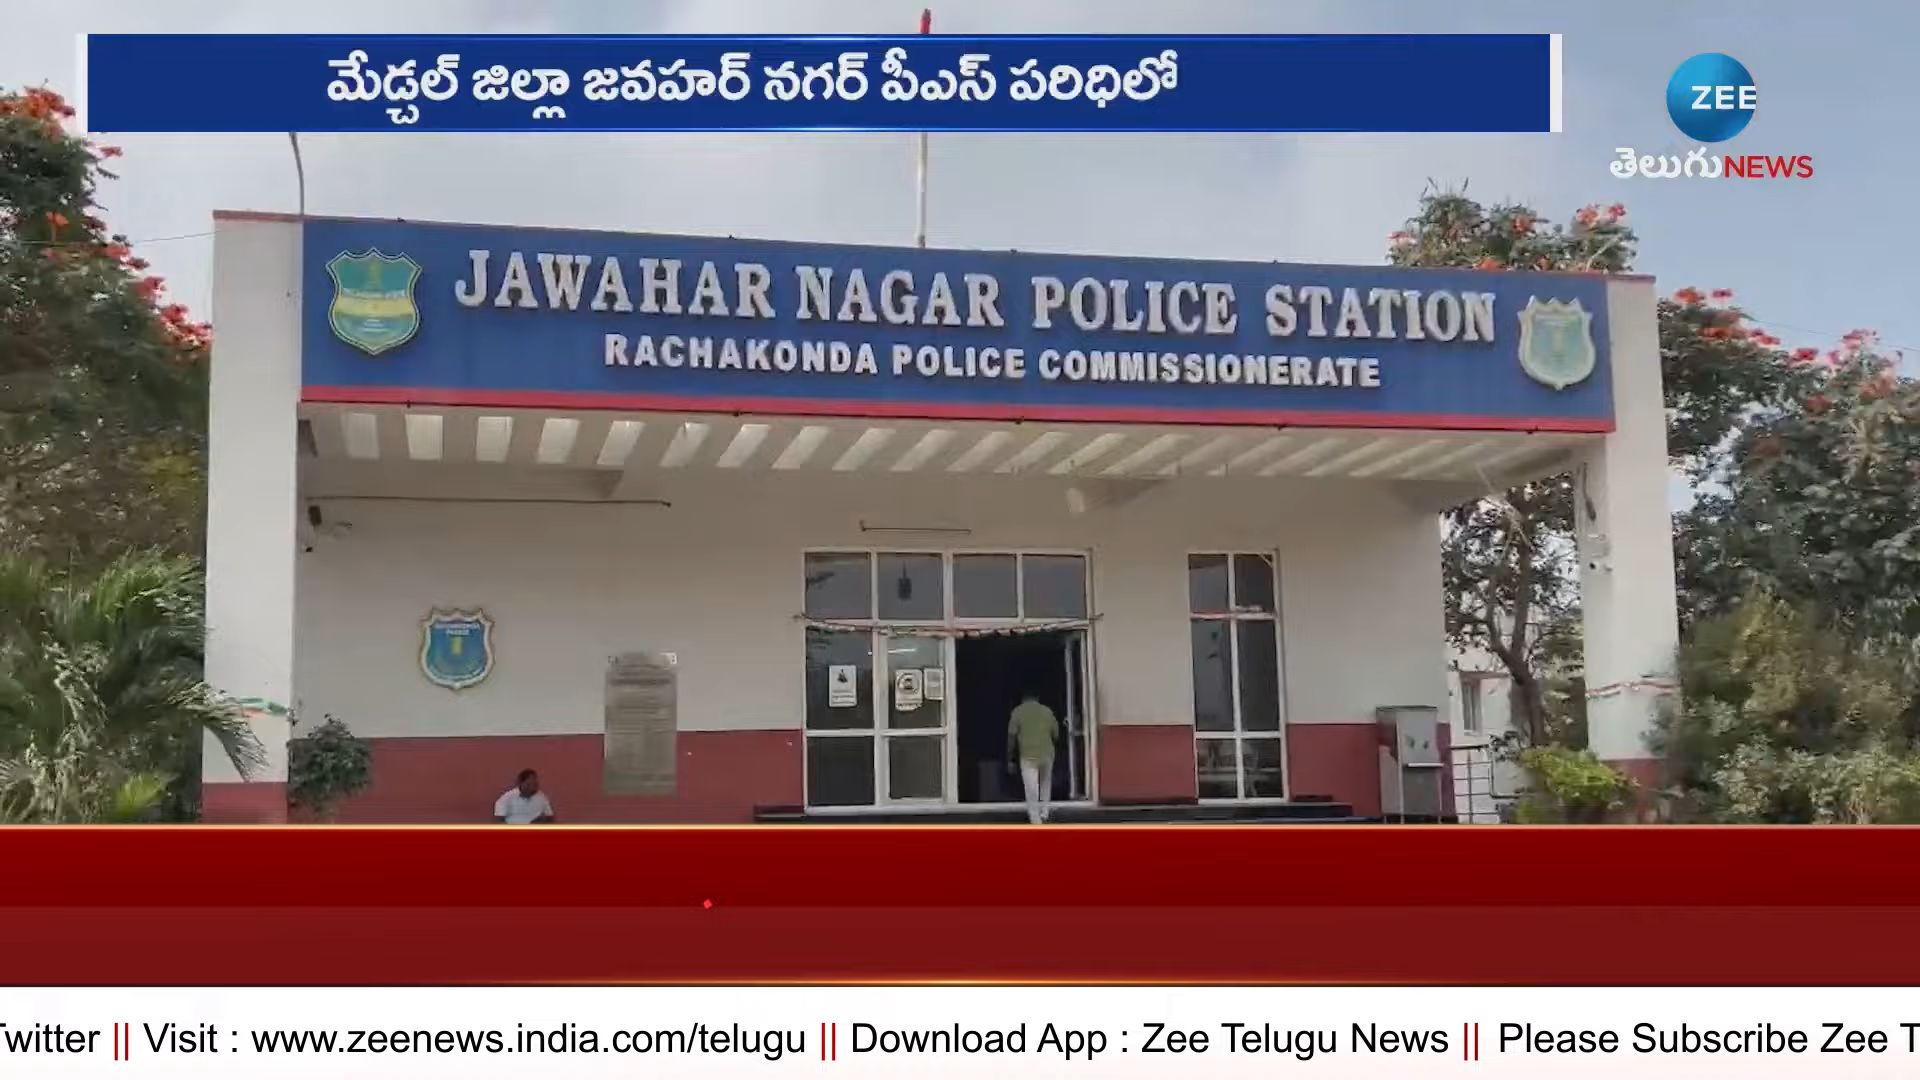 మేడ్చల్ జిల్లా జవహర్ నగర్ పీఎస్ పరిధిలో
ZEE
తెలుగు NEWS
JAWAHAR NAGAR POLICE STATION
RACHAKONDA POLICE COMMISSIONERATE
Twitter || Visit : www.zeenews.india.com/telugu || Download App : Zee Telugu News || Please Subscribe Zee T